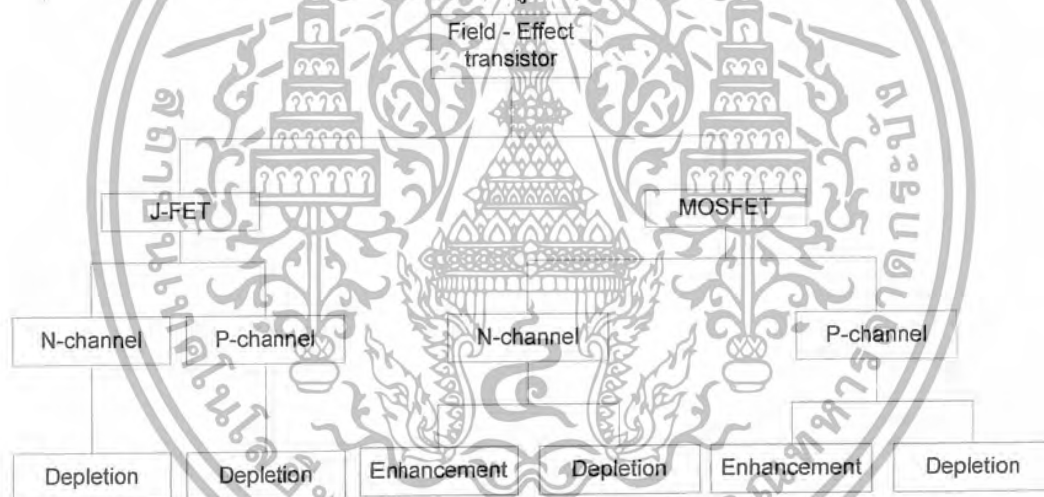 Field - Effect
transistor
J-FET
MOSFET
N-channel
P-channel
N-channel
P-channel
Depletion
Depletion
Enhancement
Depletion
Enhancement
Depletion